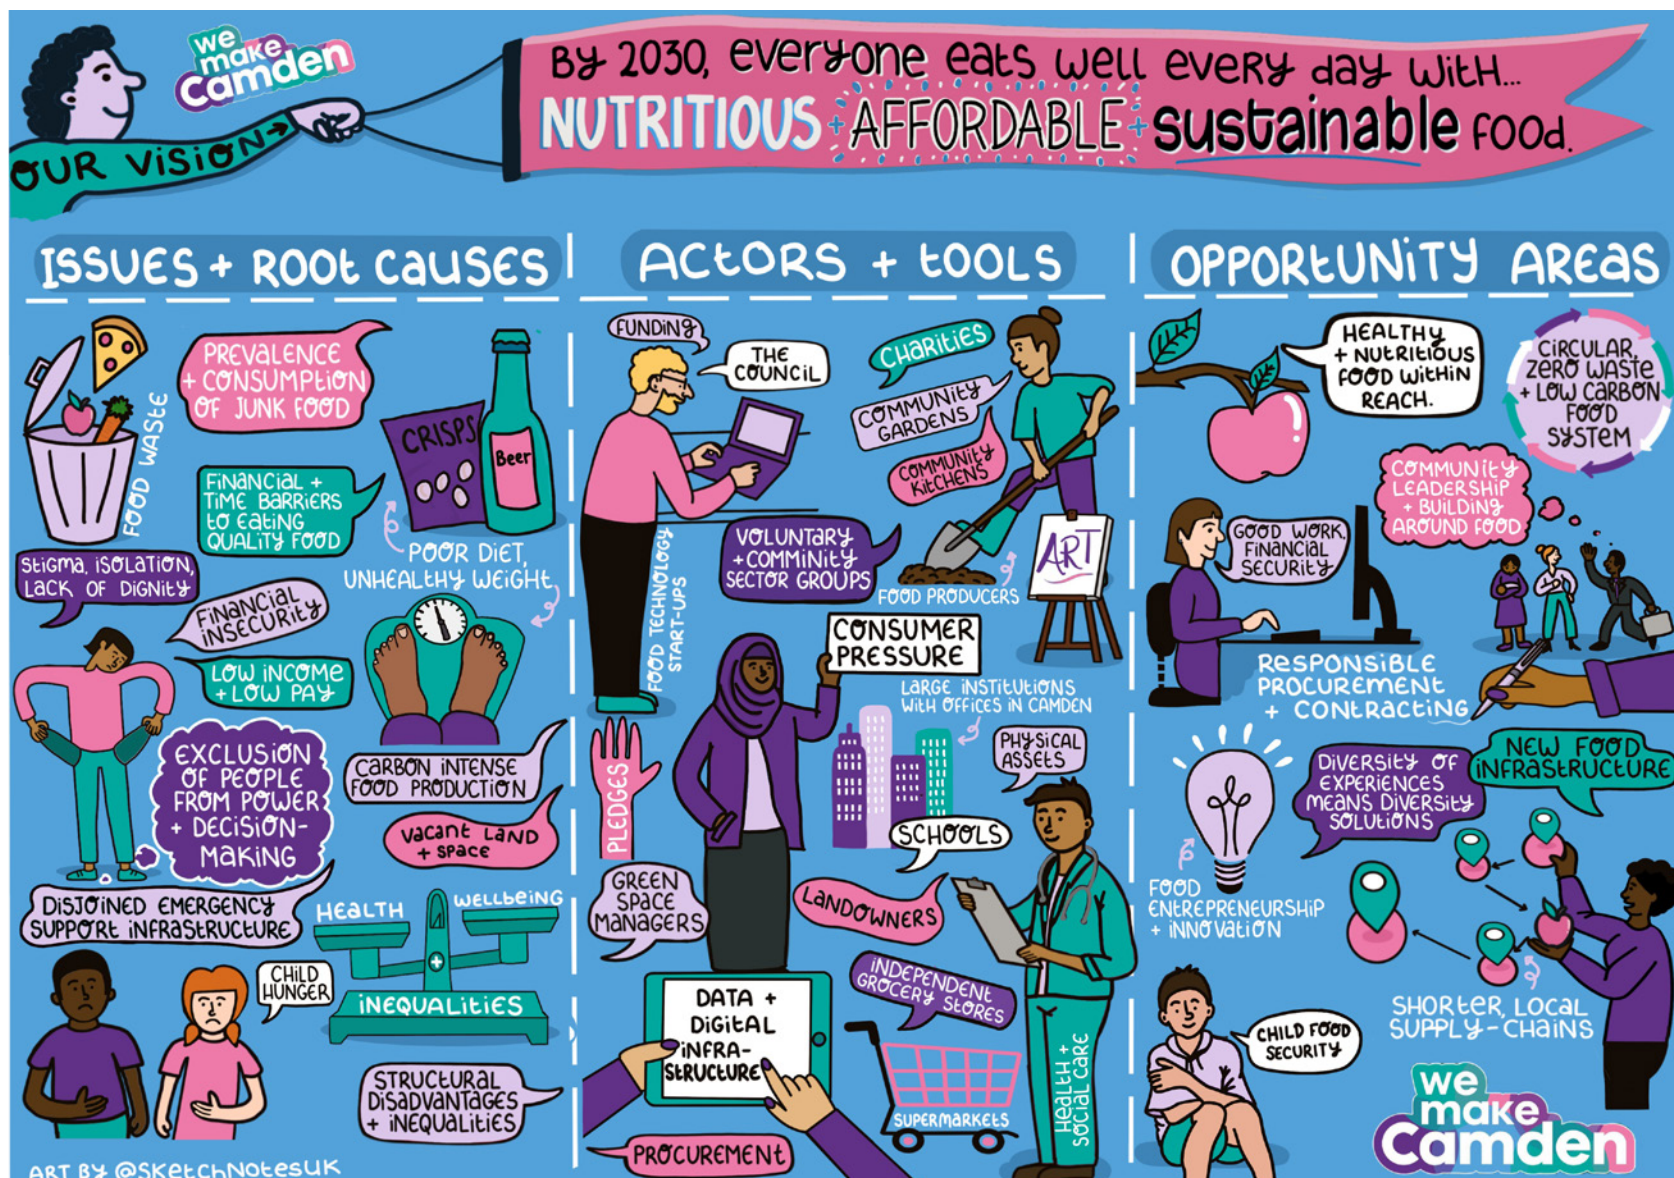 we
make
Camden
OUR VISION
By 2030, everyone eats well every day with...
NUTRITIOUS + AFFORDABLE + sustainable food.
ISSUES + ROOT CAUSES
FOOD WASTE
PREVALENCE
+ CONSUMPTION
OF JUNK FOOD
CRISPS
Beer
FINANCIAL +
TIME BARRIERS
to EATING
QUALITY FOOD
POOR DIET,
UNHEALTHY WEIGHT
STIGMA, ISOLATION,
LACK OF DIGNITY
FINANCIAL
INSECURITY
LOW INCOME
+ LOW PAY
EXCLUSION
OF PEOPLE
FROM POWER
+ DECISION-
MAKING
CARBON INTENSE
FOOD PRODUCTION
VACANT LAND
+ SPACE
DISJOINED EMERGENCY
SUPPORT INFRASTRUCTURE
HEALTH
WELLBEING
INEQUALITIES
CHILD
HUNGER
STRUCTURAL
DISADVANTAGES
+ INEQUALITIES
ART BY @SKETCHNOTESUK
ACTORS + TOOLS
FUNDING
THE
COUNCIL
CHARITIES
COMMUNITY
GARDENS
COMMUNITY
KITCHENS
VOLUNTARY
+ COMMINITY
SECTOR GROUPS
FOOD PRODUCERS
ART
FOOD TECHNOLOGY
START-UPS
CONSUMER
PRESSURE
LARGE INSTITUTIONS
WITH OFFICES IN CAMDEN
PLEDGES
PHYSICAL
ASSETS
SCHOOLS
GREEN
SPACE
MANAGERS
LANDOWNERS
DATA +
DIGITAL
INFRA-
STRUCTURE
INDEPENDENT
GROCERY STORES
SUPERMARKETS
HEALTH +
SOCIAL CARE
PROCUREMENT
OPPORTUNITY AREAS
HEALTHY
+ NUTRITIOUS
FOOD WITHIN
REACH.
CIRCULAR,
ZERO WASTE
+ LOW CARBON
FOOD
SYSTEM
COMMUNITY
LEADERSHIP
+ BUILDING
AROUND FOOD
GOOD WORK,
FINANCIAL
SECURITY
RESPONSIBLE
PROCUREMENT
+ CONTRACTING
DIVERSITY OF
EXPERIENCES
MEANS DIVERSITY
SOLUTIONS
NEW FOOD
INFRASTRUCTURE
FOOD
ENTREPRENEURSHIP
+ INNOVATION
SHORTER, LOCAL
SUPPLY-CHAINS
CHILD FOOD
SECURITY
we
make
Camden